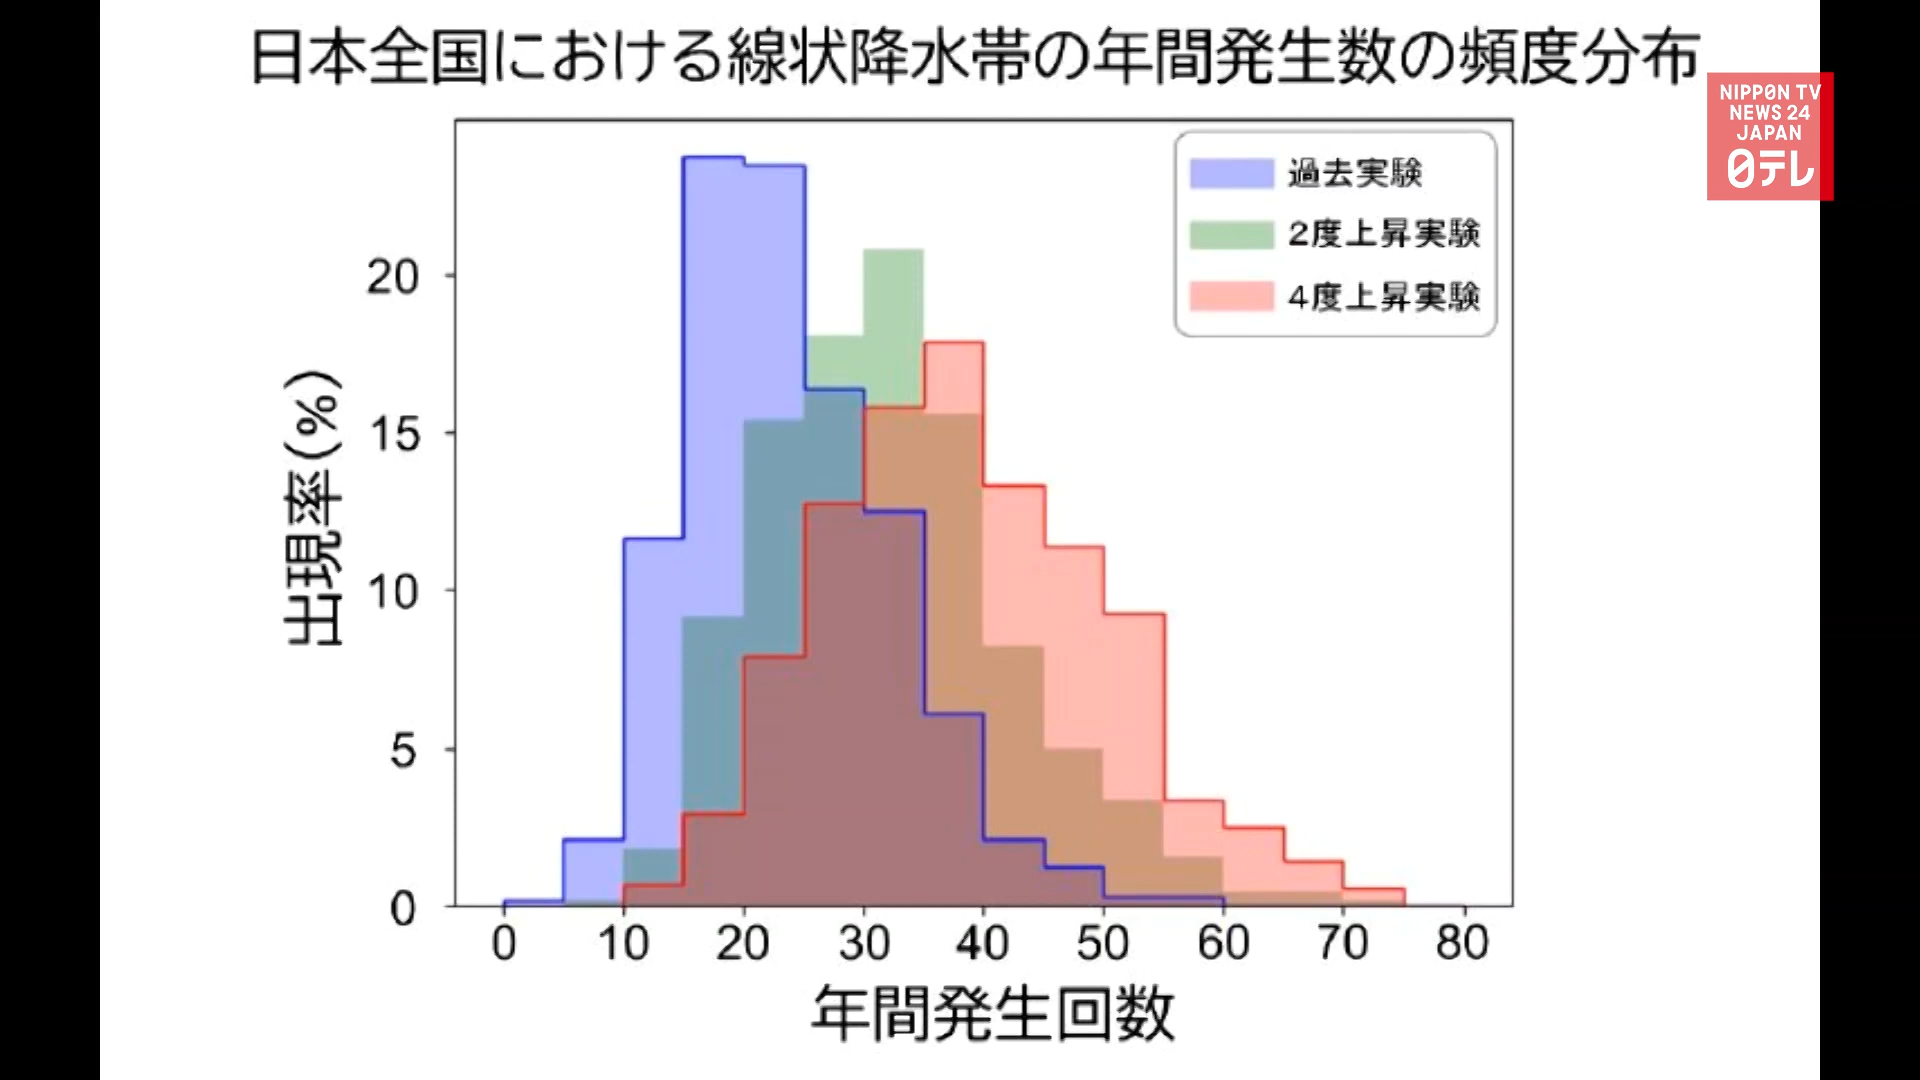 日本全国における線状降水帯の年間発生数の頻度分布
NIPPON TV
NEWS 24
JAPAN
日テレ
過去実験
2度上昇実験
4度上昇実験
出現率(%)
20
15
10
5
0
0 10 20 30 40 50 60 70 80
年間発生回数